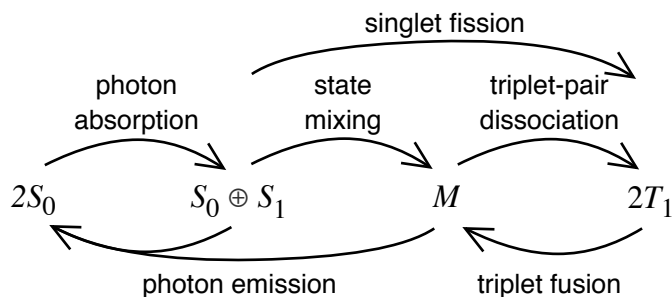 singlet fission
photon
absorption
state
mixing
triplet-pair
dissociation
2S₀
S₀ ⊕ S₁
M
2T₁
photon emission
triplet fusion